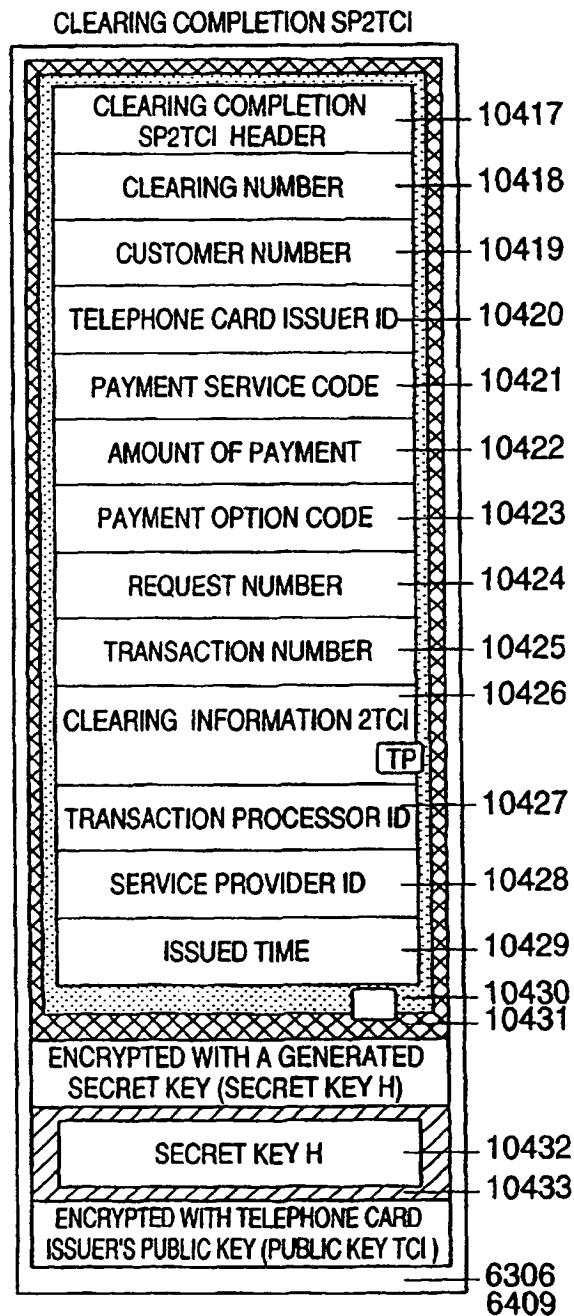 CLEARING COMPLETION SP2TCI
CLEARING COMPLETION
SP2TCI HEADER
10417
CLEARING NUMBER
10418
CUSTOMER NUMBER
10419
TELEPHONE CARD ISSUER ID
10420
PAYMENT SERVICE CODE
10421
AMOUNT OF PAYMENT
10422
PAYMENT OPTION CODE
10423
REQUEST NUMBER
10424
TRANSACTION NUMBER
10425
10426
CLEARING INFORMATION 2TCI
TP
TRANSACTION PROCESSOR ID
10427
SERVICE PROVIDER ID
10428
ISSUED TIME
10429
10430
10431
ENCRYPTED WITH A GENERATED
SECRET KEY (SECRET KEY H)
SECRET KEY H
10432
10433
ENCRYPTED WITH TELEPHONE CARD
ISSUER'S PUBLIC KEY (PUBLIC KEY TCI)
6306
6409